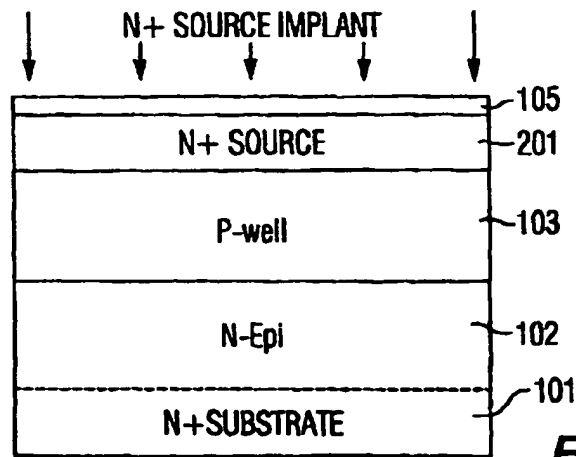 N+ SOURCE IMPLANT
105
N+ SOURCE
201
P-well
103
N-Epi
102
101
N+SUBSTRATE